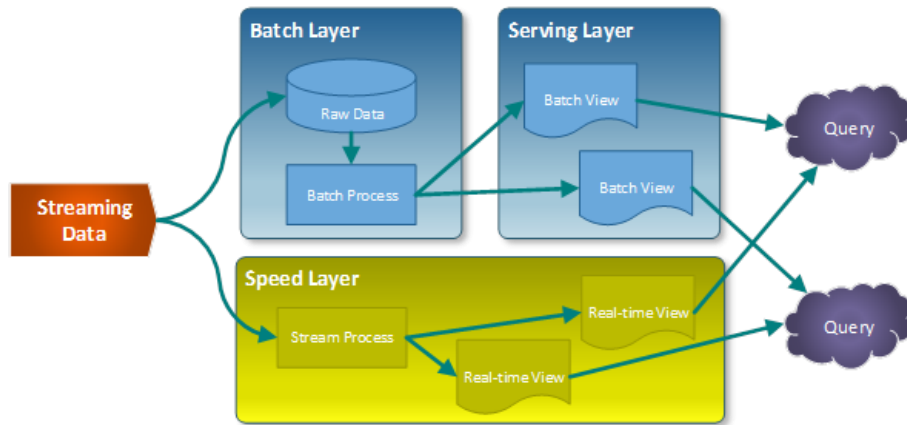 Batch Layer
Serving Layer
Raw Data
Batch View
Query
Batch Process
Batch View
Streaming
Data
Speed Layer
Stream Process
Real-time View
Real-time View
Query